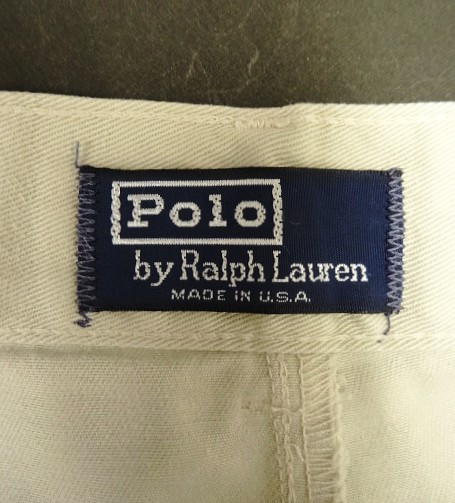 Polo
by Ralph Lauren
MADE IN U.S.A.